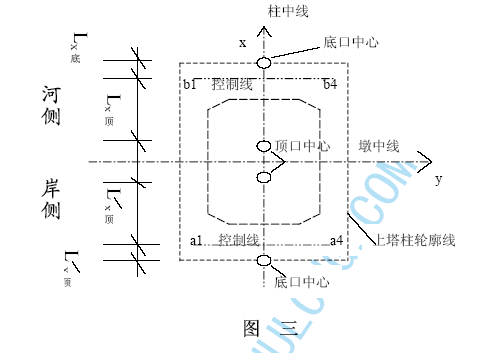 柱中线
x
底口中心
Lx底
b1 控制线 b4
河侧
Lx顶
顶口中心
墩中线
y
岸侧
L'x顶
a1 控制线 a4
上塔柱轮廓线
底口中心
图 三